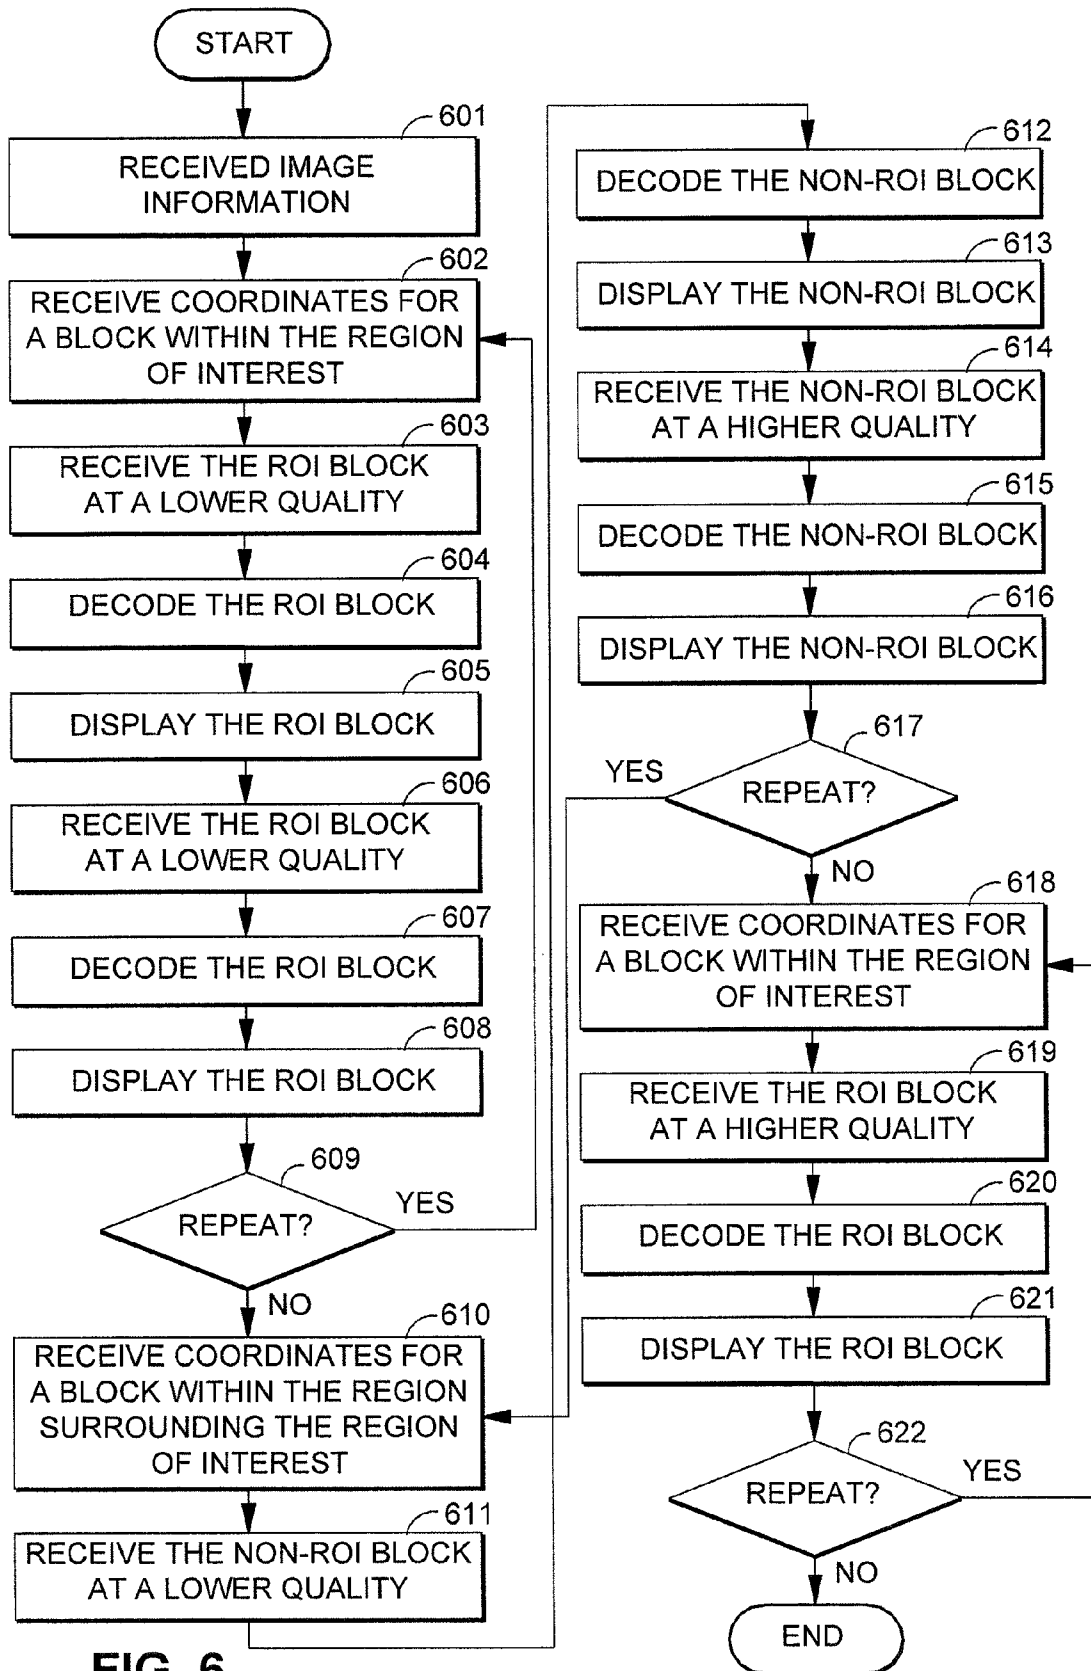 START
601
RECEIVED IMAGE
INFORMATION
602
RECEIVE COORDINATES FOR
A BLOCK WITHIN THE REGION
OF INTEREST
603
RECEIVE THE ROI BLOCK
AT A LOWER QUALITY
604
DECODE THE ROI BLOCK
605
DISPLAY THE ROI BLOCK
606
RECEIVE THE ROI BLOCK
AT A LOWER QUALITY
607
DECODE THE ROI BLOCK
608
DISPLAY THE ROI BLOCK
609
REPEAT?
YES
NO
610
RECEIVE COORDINATES FOR
A BLOCK WITHIN THE REGION
SURROUNDING THE REGION
OF INTEREST
611
RECEIVE THE NON-ROI BLOCK
AT A LOWER QUALITY
612
DECODE THE NON-ROI BLOCK
613
DISPLAY THE NON-ROI BLOCK
614
RECEIVE THE NON-ROI BLOCK
AT A HIGHER QUALITY
615
DECODE THE NON-ROI BLOCK
616
DISPLAY THE NON-ROI BLOCK
617
YES
REPEAT?
NO
618
RECEIVE COORDINATES FOR
A BLOCK WITHIN THE REGION
OF INTEREST
619
RECEIVE THE ROI BLOCK
AT A HIGHER QUALITY
620
DECODE THE ROI BLOCK
621
DISPLAY THE ROI BLOCK
622
REPEAT?
YES
NO
END
FIG. 6